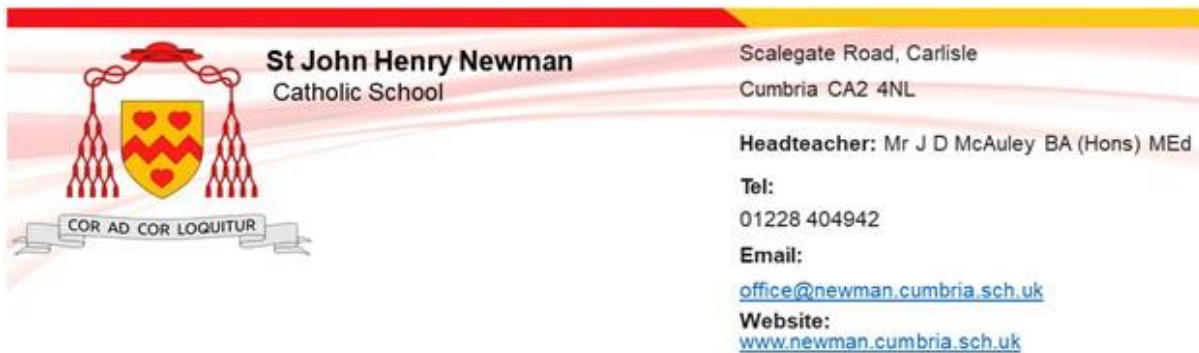 St John Henry Newman
Catholic School
COR AD COR LOQUITUR
Scalegate Road, Carlisle
Cumbria CA2 4NL
Headteacher: Mr J D McAuley BA (Hons) MEd
Tel:
01228 404942
Email:
office@newman.cumbria.sch.uk
Website:
www.newman.cumbria.sch.uk